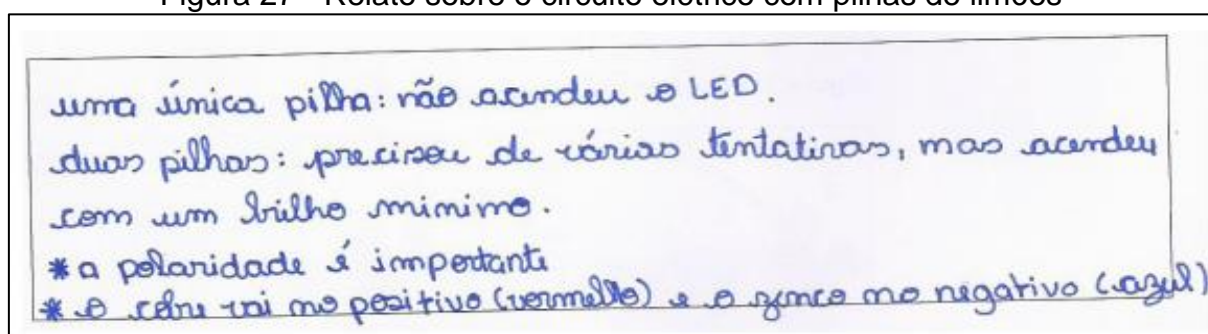 Figura 27 - Relato sobre o circuito elétrico com pilhas de limões
uma única pilha: não acendeu o LED.
duas pilhas: precisou de várias tentativas, mas acendeu
com um brilho mínimo.
* a polaridade é importante
* o cobre vai no positivo (vermelho) e o zinco no negativo (azul)